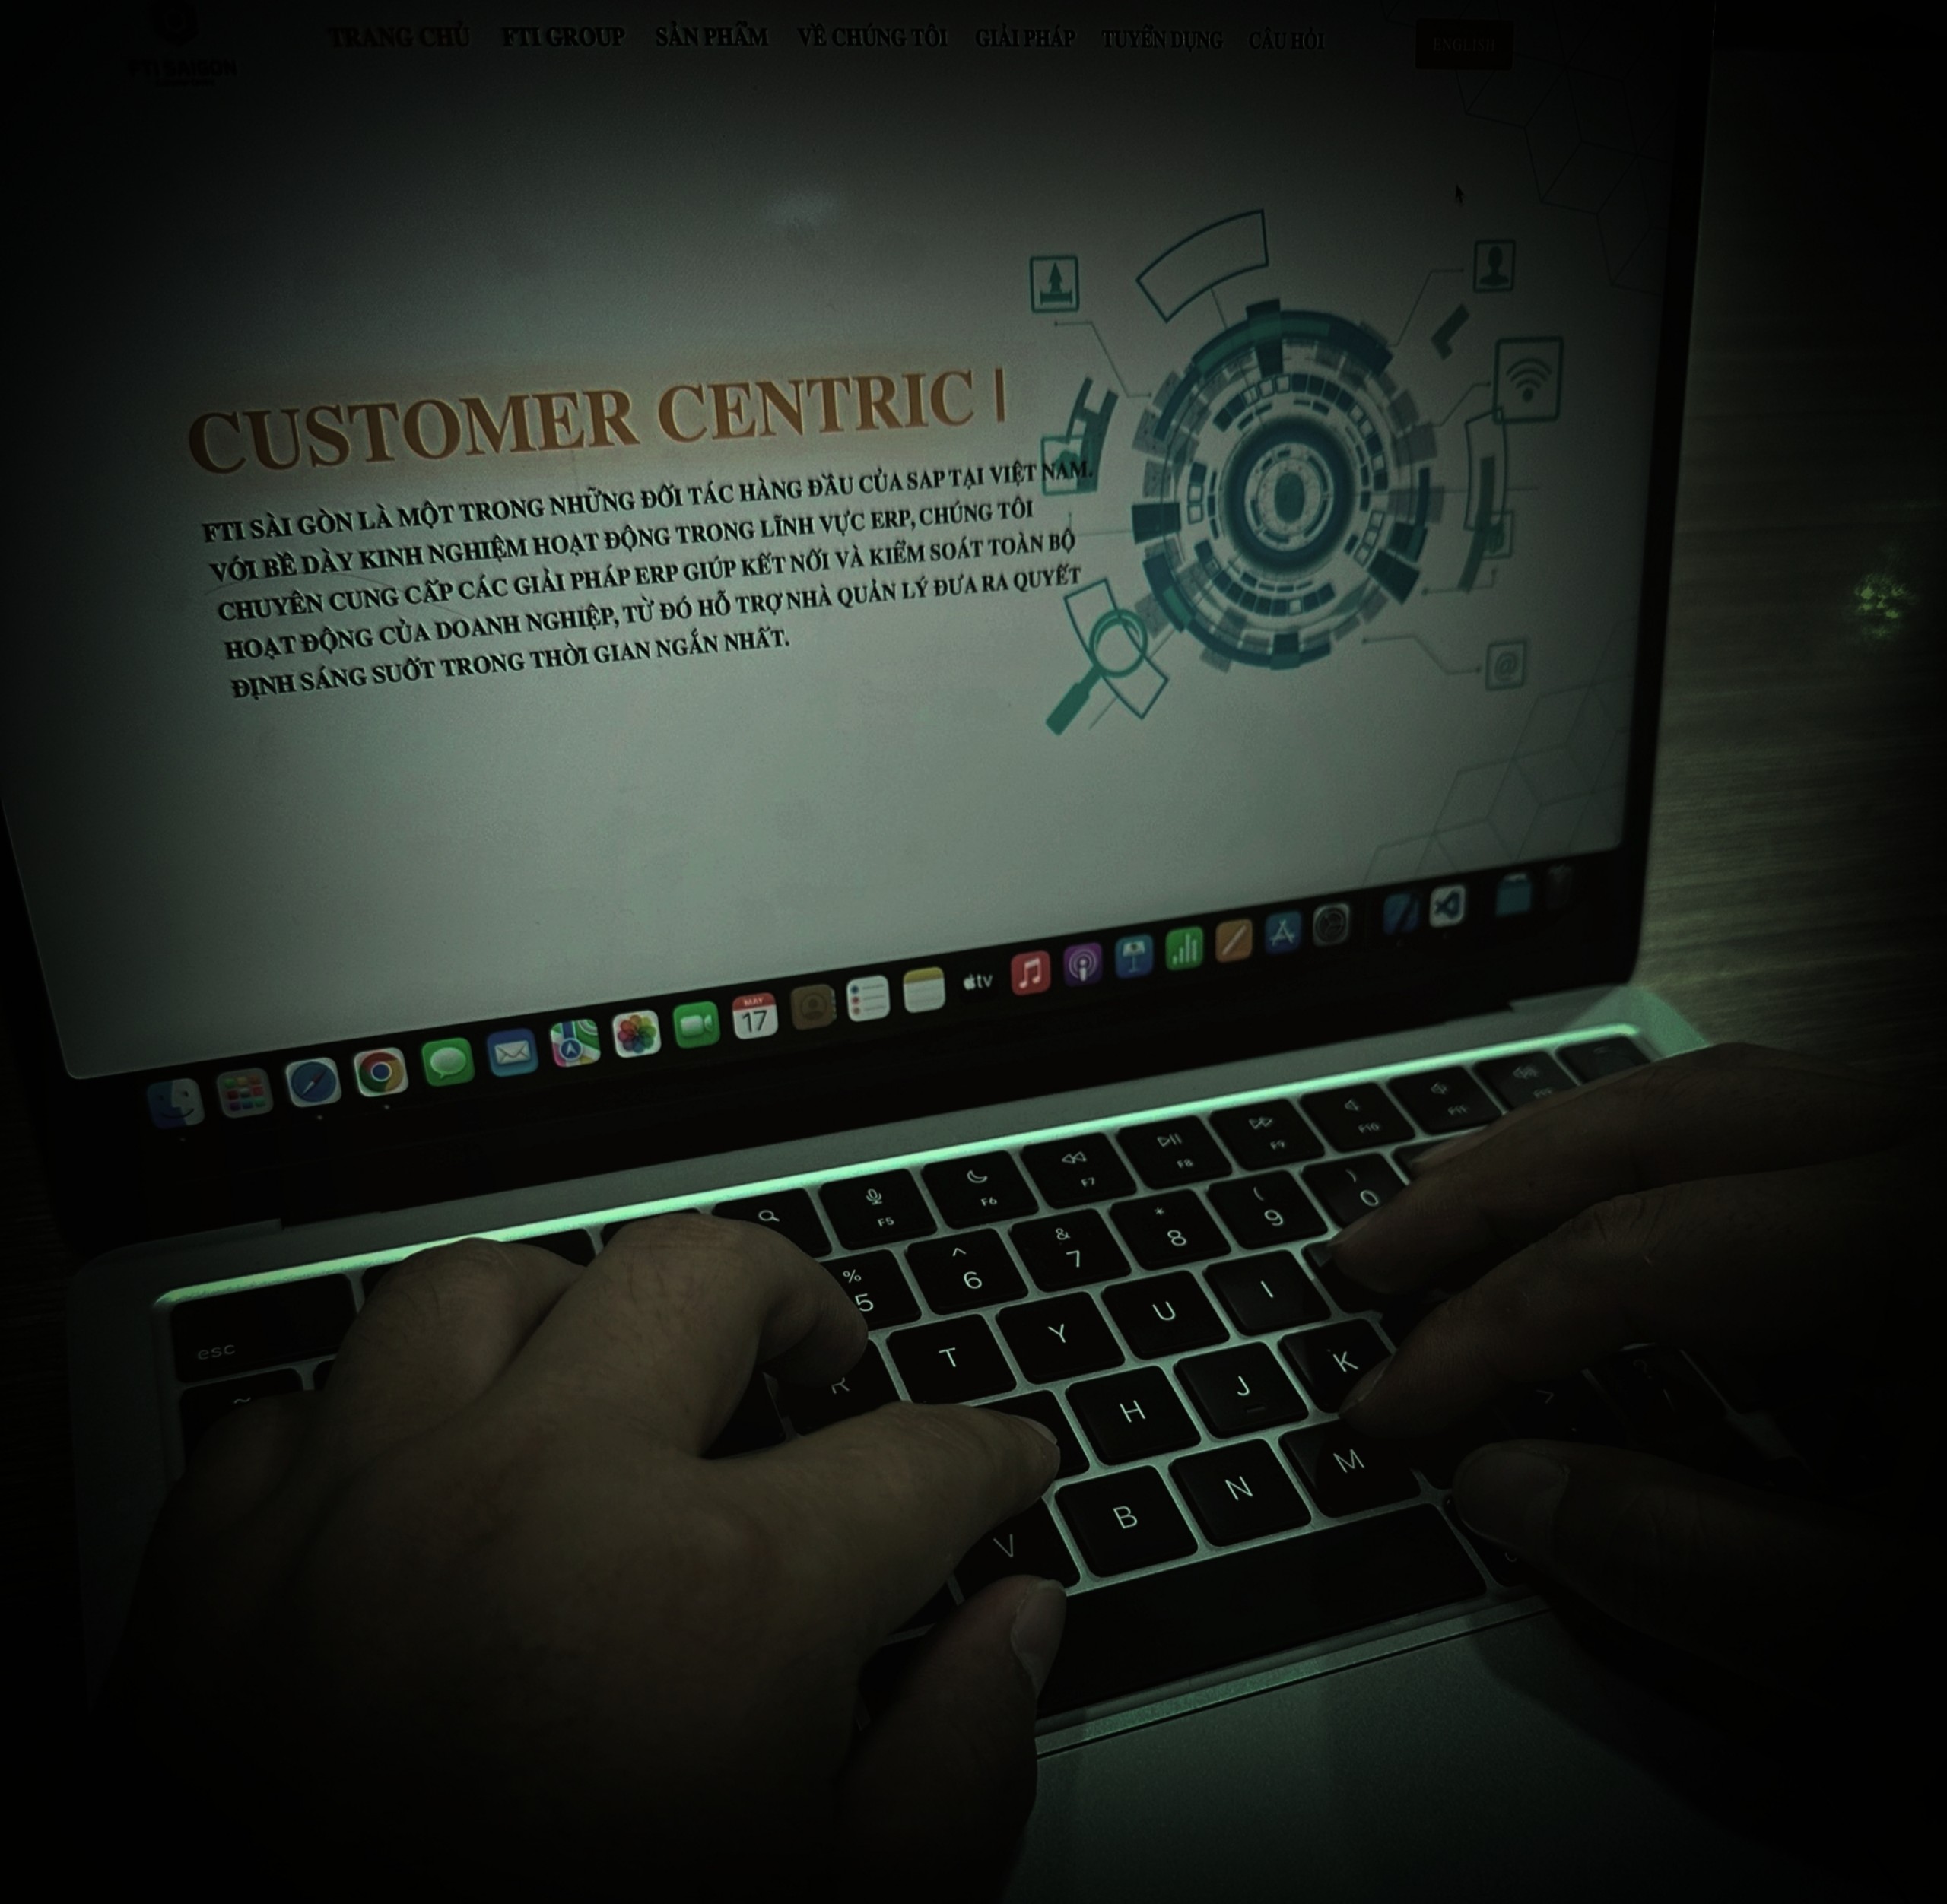 TRANG CHỦ FTI GROUP SẢN PHẨM VỀ CHÚNG TÔI GIẢI PHÁP TUYỂN DỤNG CÂU HỎI ENGLISH
FTI SAIGON
CUSTOMER CENTRIC |
FTI SÀI GÒN LÀ MỘT TRONG NHỮNG ĐỐI TÁC HÀNG ĐẦU CỦA SAP TẠI VIỆT NAM.
VỚI BỀ DÀY KINH NGHIỆM HOẠT ĐỘNG TRONG LĨNH VỰC ERP, CHÚNG TÔI
CHUYÊN CUNG CẤP CÁC GIẢI PHÁP ERP GIÚP KẾT NỐI VÀ KIỂM SOÁT TOÀN BỘ
HOẠT ĐỘNG CỦA DOANH NGHIỆP, TỪ ĐÓ HỖ TRỢ NHÀ QUẢN LÝ ĐƯA RA QUYẾT
ĐỊNH SÁNG SUỐT TRONG THỜI GIAN NGẮN NHẤT.
@
MAY
17
tv
F5 F6 F7 F8 F9 F10 F11 F12
esc
% ^ & * ( )
5 6 7 8 9 0
~
R T Y U I
H J K
V B N M